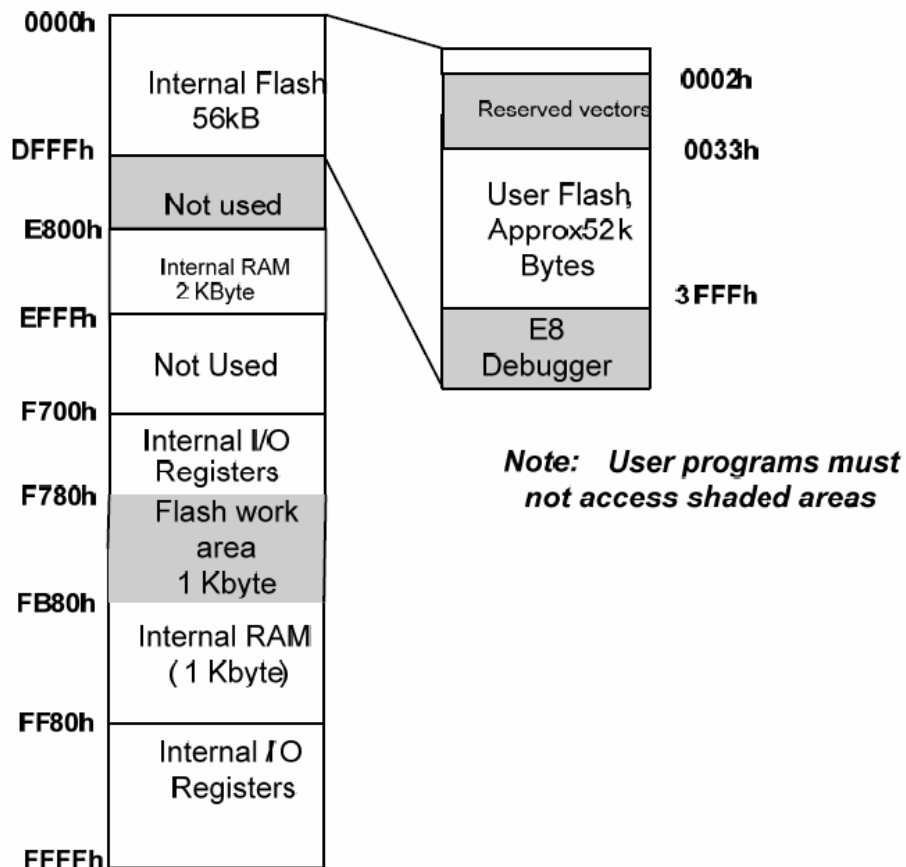 0000h
Internal Flash
56kB
DFFFh
Not used
E800h
Internal RAM
2 KByte
EFFFh
Not Used
F700h
Internal I/O
Registers
F780h
Flash work
area
1 Kbyte
FB80h
Internal RAM
( 1 Kbyte)
FF80h
Internal I/O
Registers
FFFFh
0002h
Reserved vectors
0033h
User Flash,
Approx52k
Bytes
3FFFh
E8
Debugger
Note: User programs must
not access shaded areas